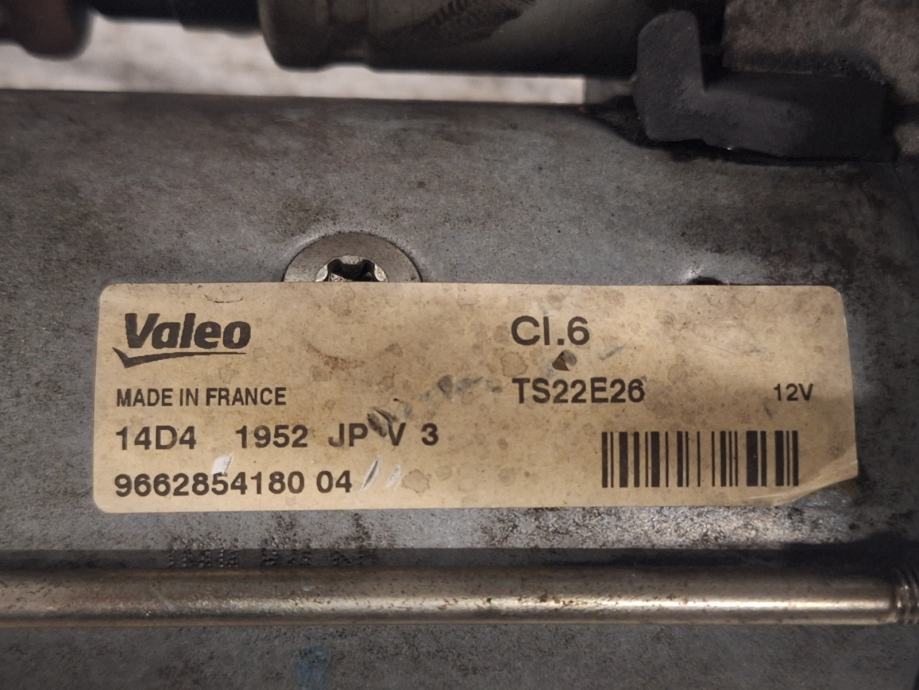 Valeo
Cl.6
MADE IN FRANCE
TS22E26
12V
14D4 1952 JP V 3
9662854180 04